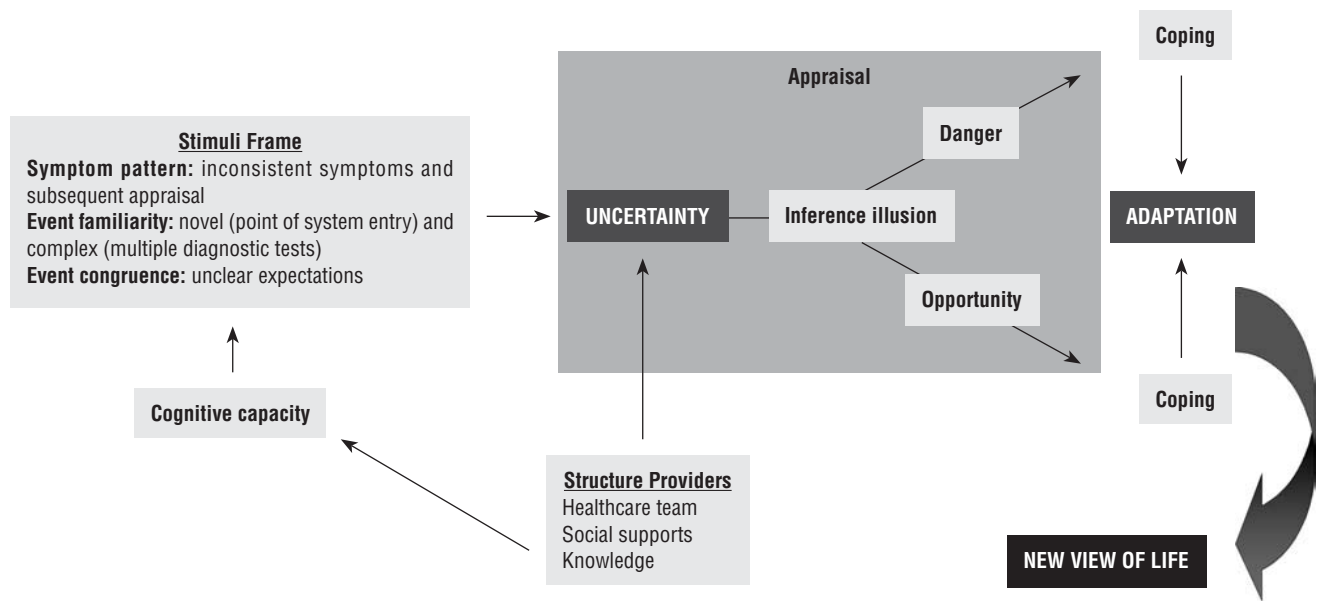 Stimuli Frame
Symptom pattern: inconsistent symptoms and
subsequent appraisal
Event familiarity: novel (point of system entry) and
complex (multiple diagnostic tests)
Event congruence: unclear expectations
Cognitive capacity
Structure Providers
Healthcare team
Social supports
Knowledge
Appraisal
UNCERTAINTY
Inference illusion
Danger
Opportunity
Coping
ADAPTATION
Coping
NEW VIEW OF LIFE